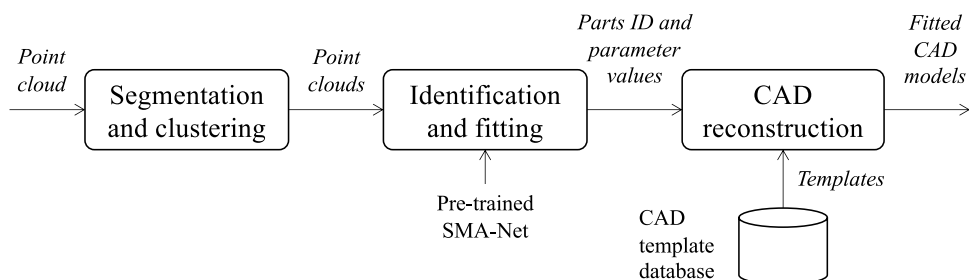 Point
cloud
Segmentation
and clustering
Point
clouds
Identification
and fitting
Pre-trained
SMA-Net
Parts ID and
parameter
values
CAD
reconstruction
Templates
CAD
template
database
Fitted
CAD
models